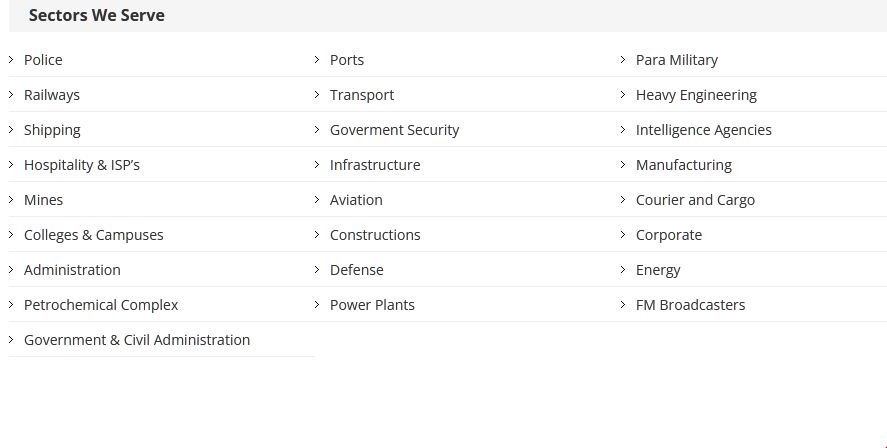 Sectors We Serve
Police
Ports
Para Military
Railways
Transport
Heavy Engineering
Shipping
Goverment Security
Intelligence Agencies
Hospitality & ISP’s
Infrastructure
Manufacturing
Mines
Aviation
Courier and Cargo
Colleges & Campuses
Constructions
Corporate
Administration
Defense
Energy
Petrochemical Complex
Power Plants
FM Broadcasters
Government & Civil Administration